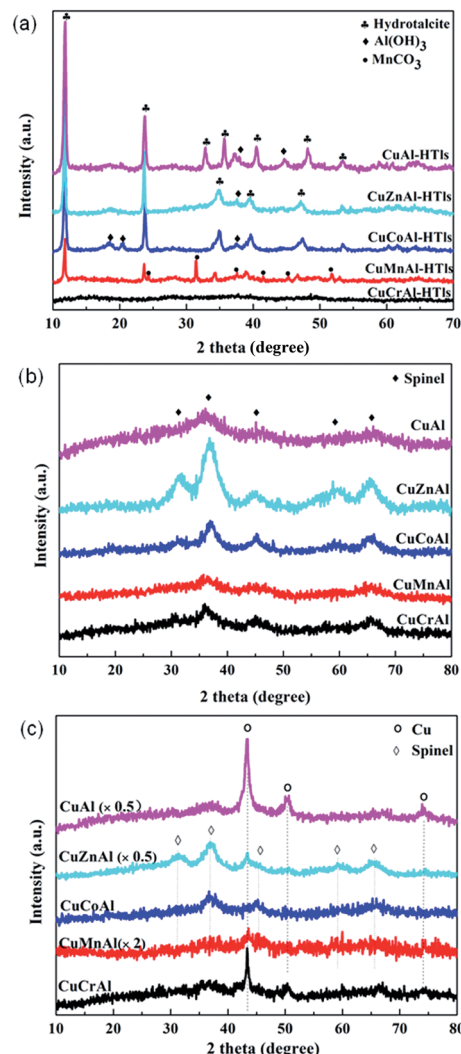 (a)
♣ Hydrotalcite
♦ Al(OH)3
• MnCO3
CuAl-HTls
CuZnAl-HTls
CuCoAl-HTls
CuMnAl-HTls
CuCrAl-HTls
Intensity (a.u.)
10 20 30 40 50 60 70
2 theta (degree)
(b)
♦ Spinel
CuAl
CuZnAl
CuCoAl
CuMnAl
CuCrAl
Intensity (a.u.)
10 20 30 40 50 60 70 80
2 theta (degree)
(c)
o Cu
◊ Spinel
CuAl (× 0.5)
CuZnAl (× 0.5)
CuCoAl
CuMnAl(× 2)
CuCrAl
Intensity (a.u.)
10 20 30 40 50 60 70 80
2 theta (degree)